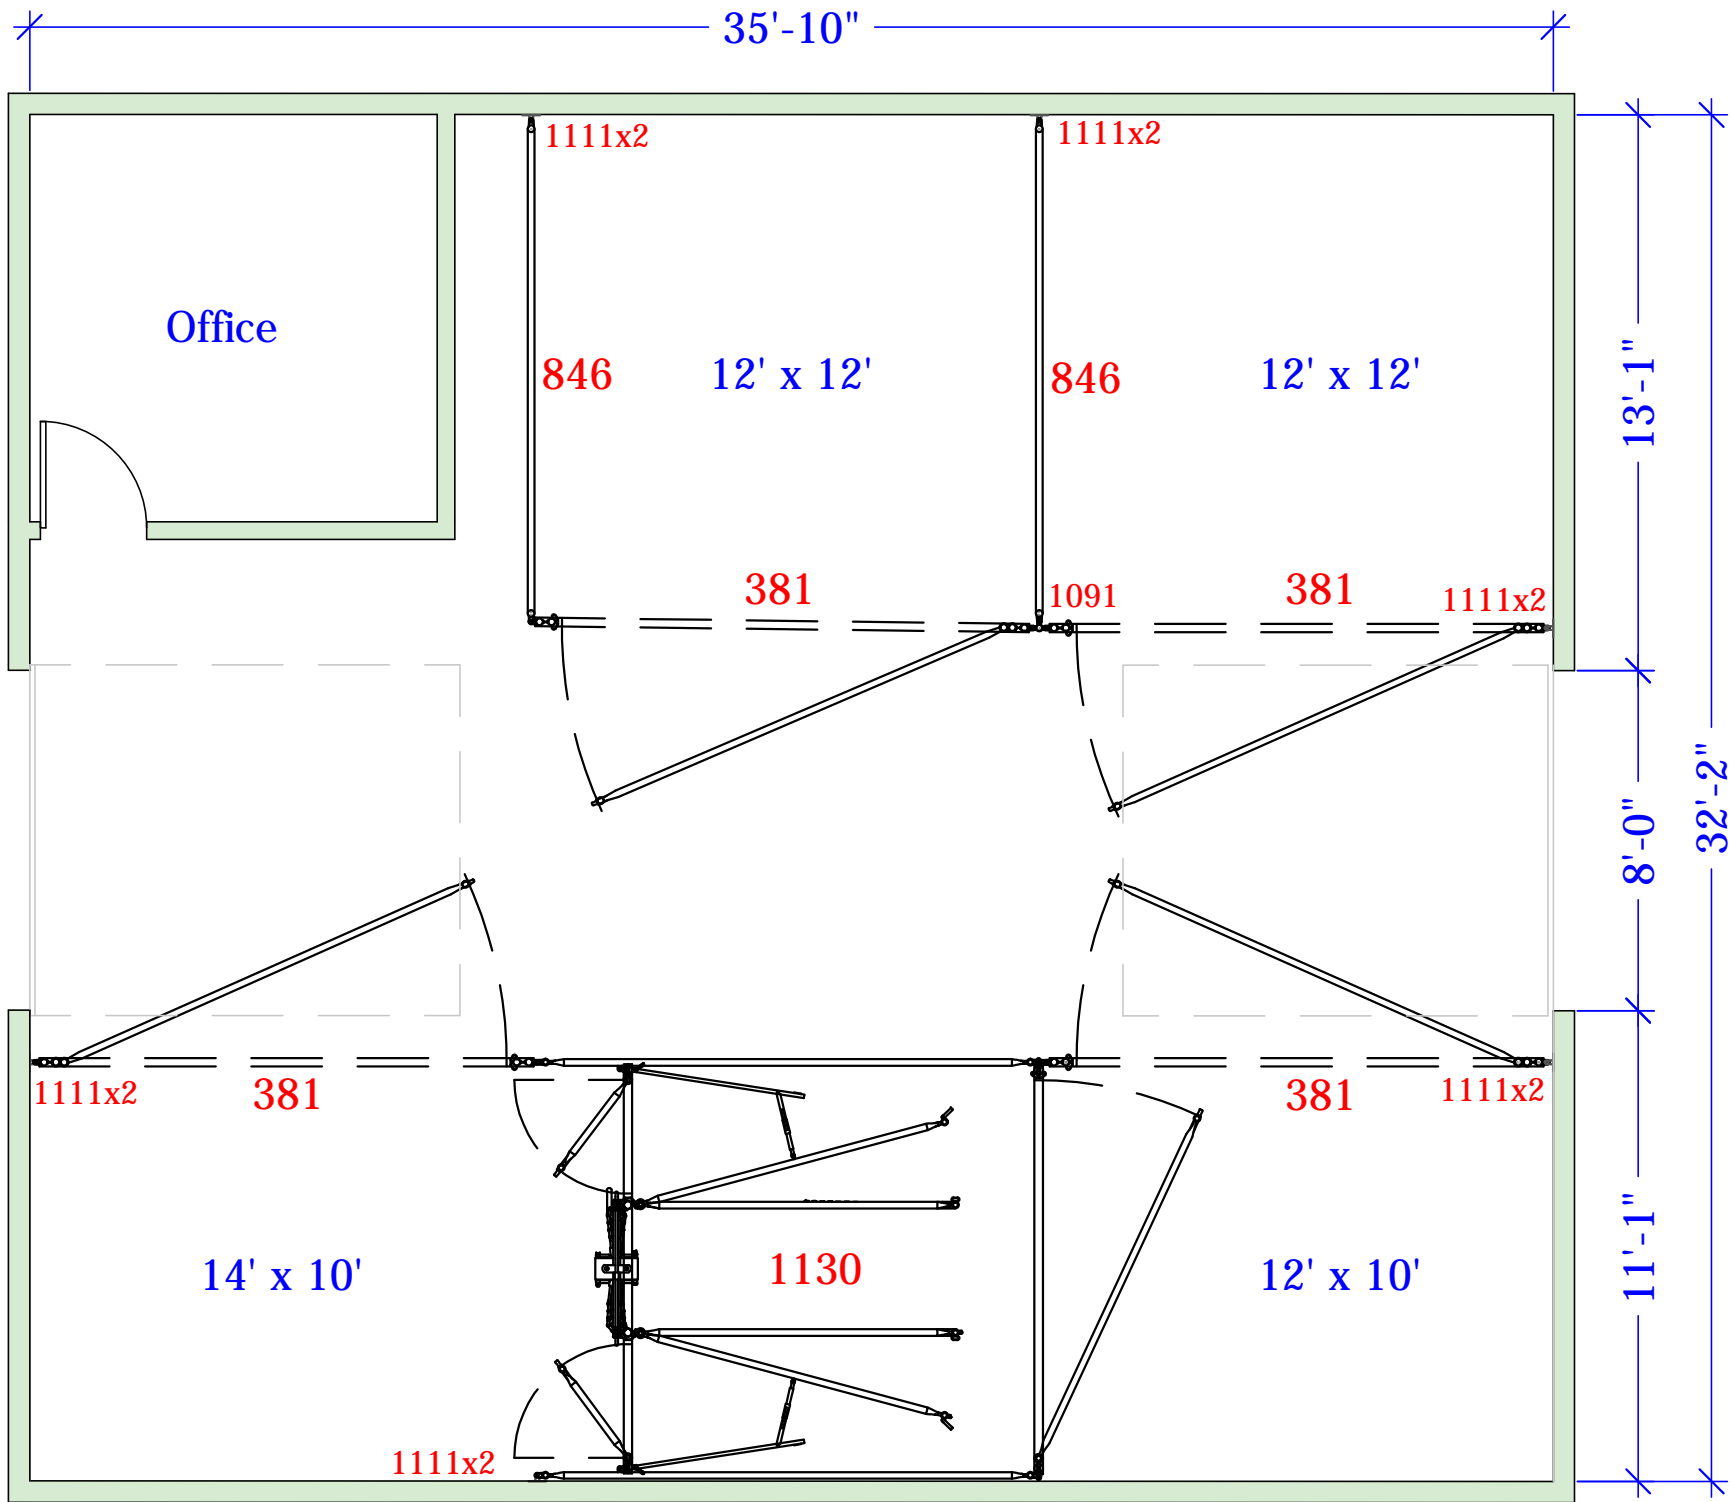 35'-10"
1111x2
1111x2
Office
846
12' x 12'
846
12' x 12'
13'-1"
381
1091
381
1111x2
8'-0"
32'-2"
1111x2
381
381
1111x2
14' x 10'
1130
12' x 10'
11'-1"
1111x2